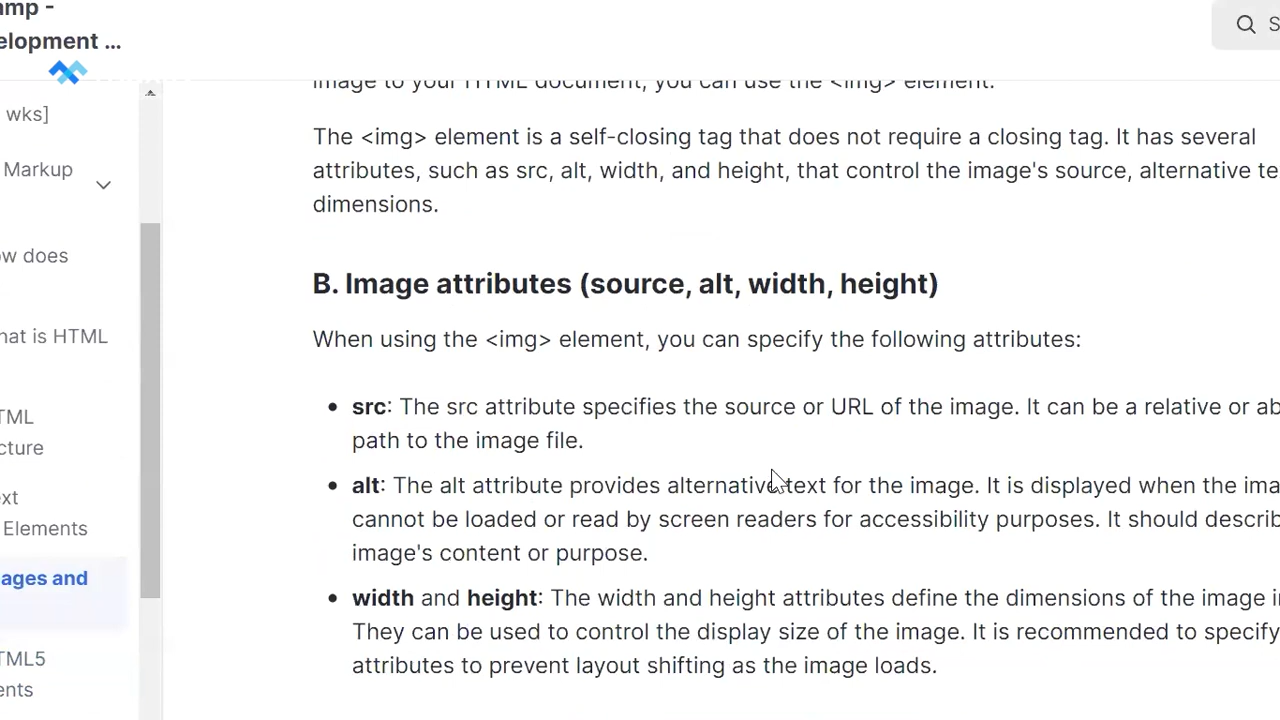 amp -
elopment ...
S
wks]
Markup
ow does
hat is HTML
TML
cture
ext
Elements
ages and
TML5
ents
image to your HTML document, you can use the <img> element.
The <img> element is a self-closing tag that does not require a closing tag. It has several
attributes, such as src, alt, width, and height, that control the image's source, alternative te
dimensions.
B. Image attributes (source, alt, width, height)
When using the <img> element, you can specify the following attributes:
• src: The src attribute specifies the source or URL of the image. It can be a relative or ab
path to the image file.
• alt: The alt attribute provides alternative text for the image. It is displayed when the ima
cannot be loaded or read by screen readers for accessibility purposes. It should describ
image's content or purpose.
• width and height: The width and height attributes define the dimensions of the image i
They can be used to control the display size of the image. It is recommended to specify
attributes to prevent layout shifting as the image loads.